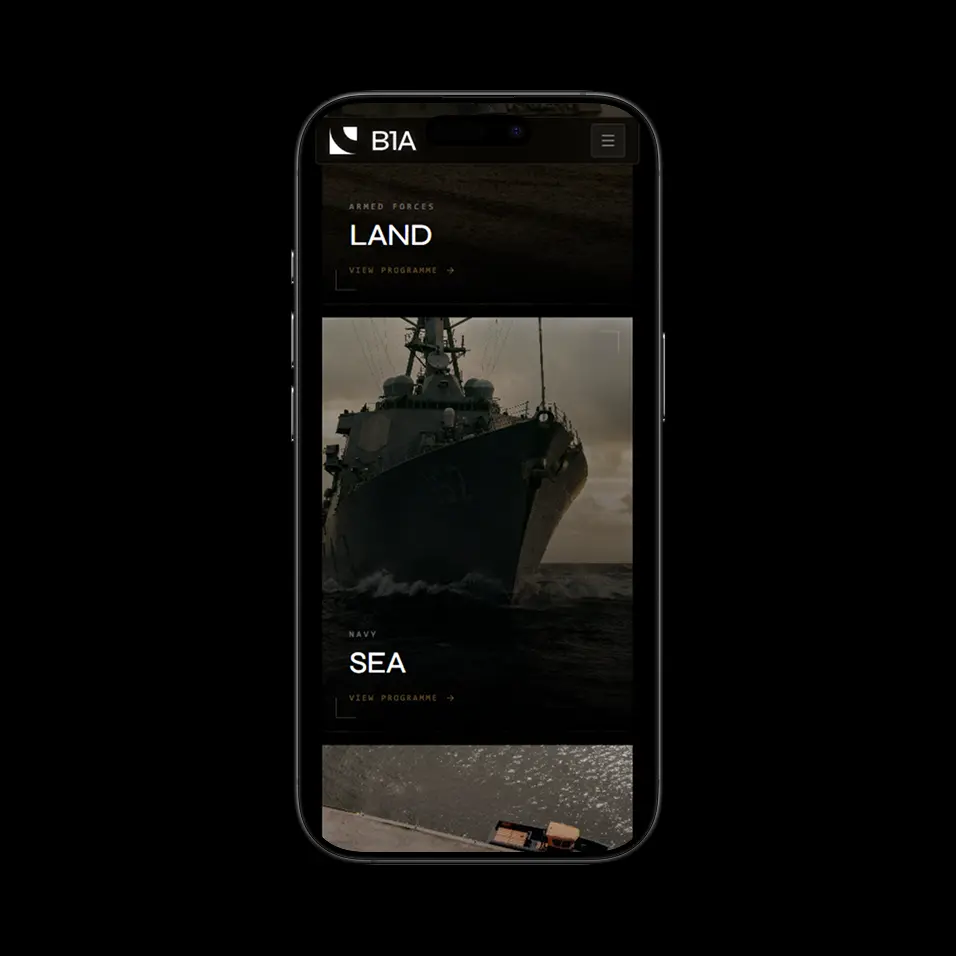 B1A
ARMED FORCES
LAND
VIEW PROGRAMME →
NAVY
SEA
VIEW PROGRAMME →